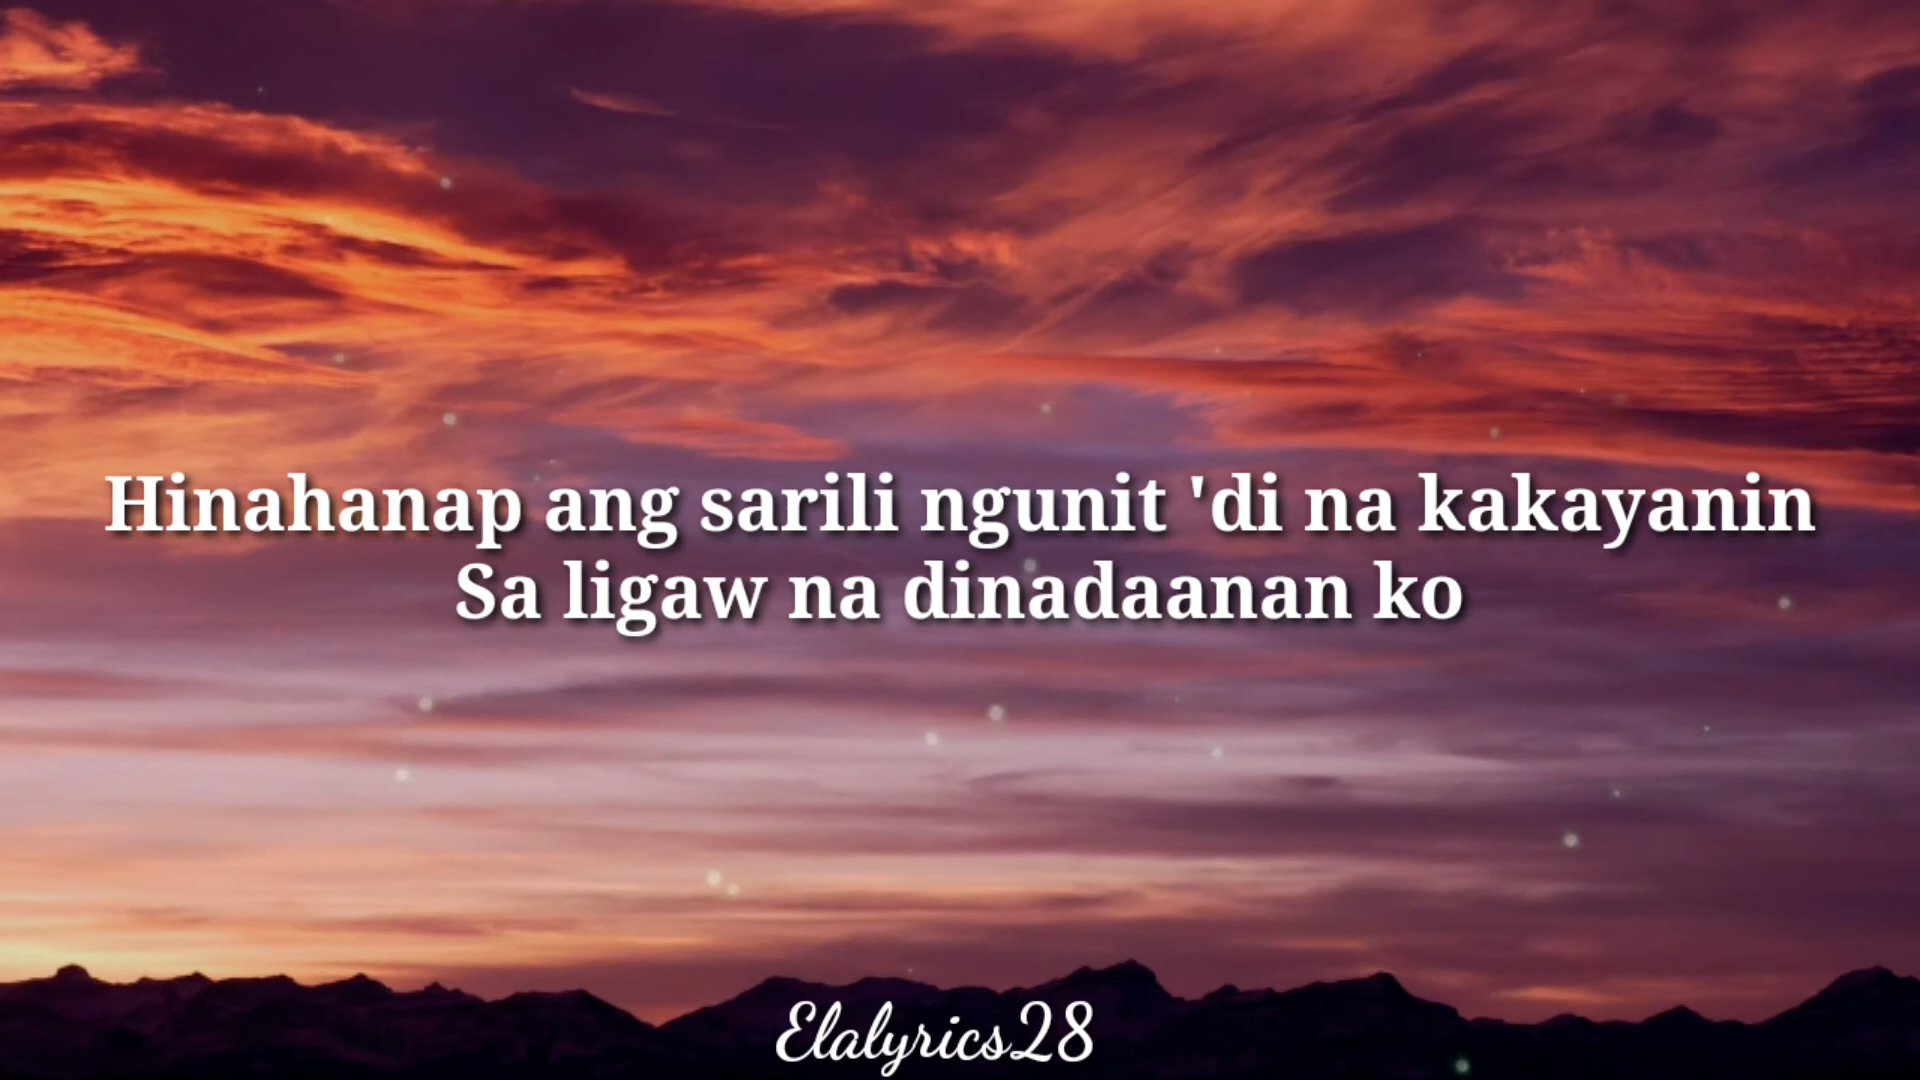 Hinahanap ang sarili ngunit 'di na kakayanin
Sa ligaw na dinadaanan ko
Elalyrics28